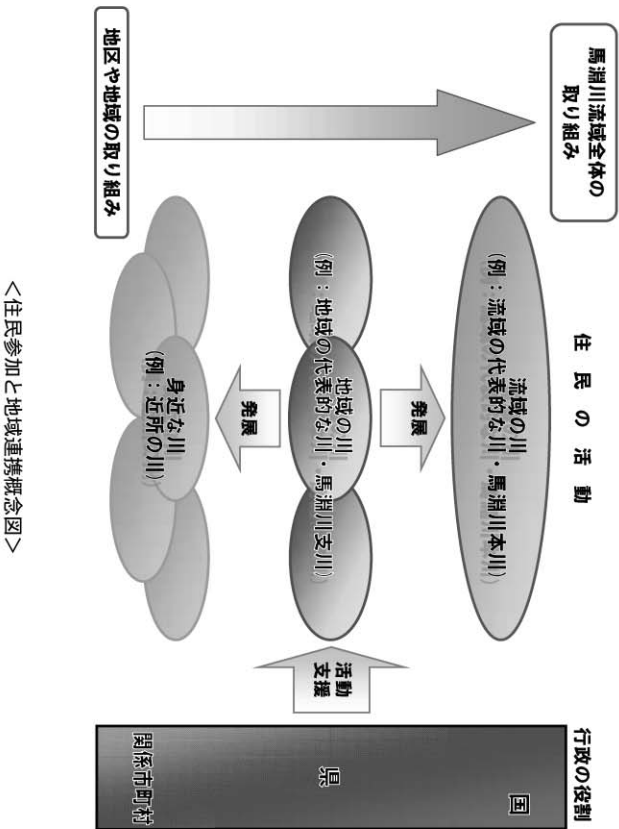 馬淵川流域全体の
取り組み
地区や地域の取り組み
住民の活動
流域の川
(例：流域の代表的な川・馬淵川本川)
発展
地域の川
(例：地域の代表的な川・馬淵川支川)
発展
身近な川
(例：近所の川)
活動
支援
行政の役割
国
県
関係市町村
＜住民参加と地域連携概念図＞